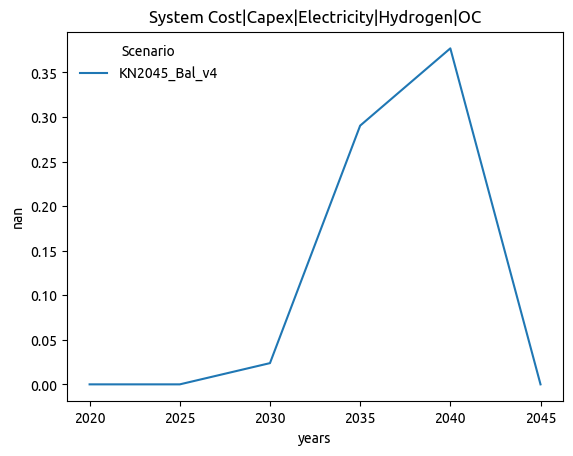 System Cost|Capex|Electricity|Hydrogen|OC
Scenario
KN2045_Bal_v4
0.35
0.30
0.25
0.20
0.15
0.10
0.05
0.00
nan
2020 2025 2030 2035 2040 2045
years